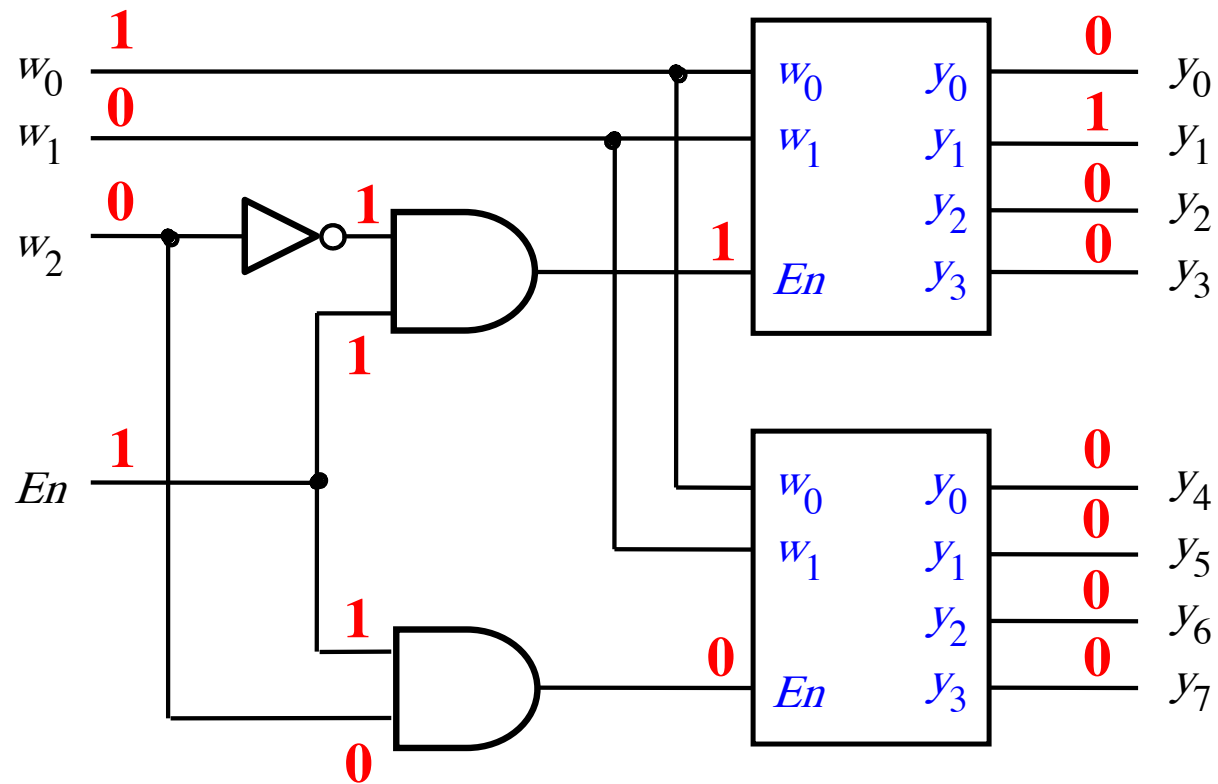 1 0
w0 w0 y0 y0
0 1
w1 w1 y1 y1
0 1 0
w2 y2 y2
1 0
En y3 y3
1
1 0
En w0 y0 y4
0
w1 y1 y5
1 0
y2 y6
0 0
En y3 y7
0